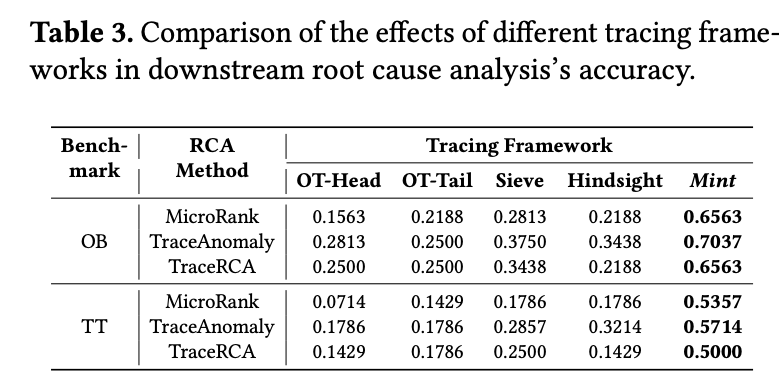 Table 3. Comparison of the effects of different tracing frame-
works in downstream root cause analysis's accuracy.
Bench-
mark
RCA
Method
Tracing Framework
OT-Head OT-Tail Sieve Hindsight Mint
OB
MicroRank 0.1563 0.2188 0.2813 0.2188 0.6563
TraceAnomaly 0.2813 0.2500 0.3750 0.3438 0.7037
TraceRCA 0.2500 0.2500 0.3438 0.2188 0.6563
TT
MicroRank 0.0714 0.1429 0.1786 0.1786 0.5357
TraceAnomaly 0.1786 0.1786 0.2857 0.3214 0.5714
TraceRCA 0.1429 0.1786 0.2500 0.1429 0.5000